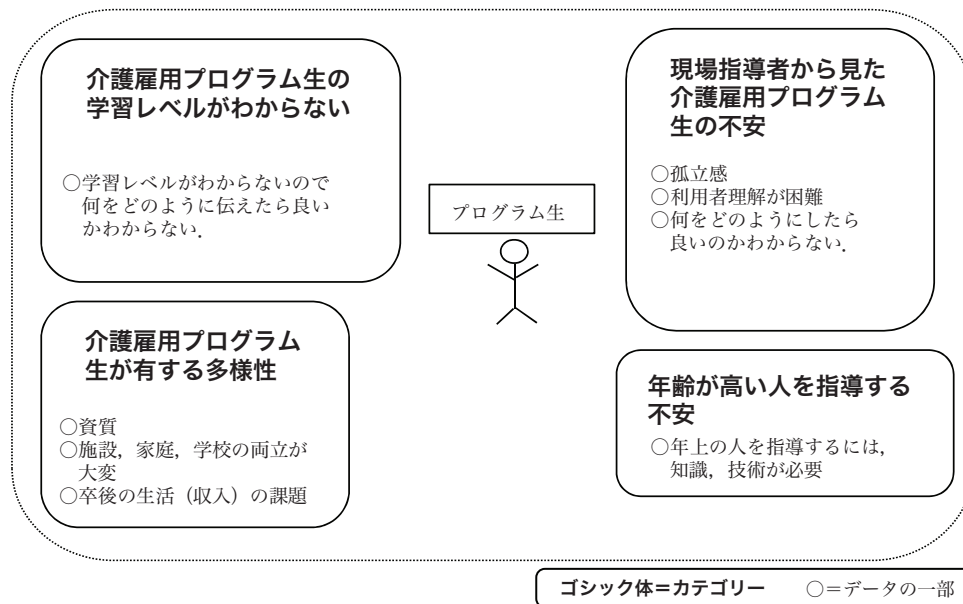 介護雇用プログラム生の
学習レベルがわからない
○学習レベルがわからないので
何をどのように伝えたら良い
かわからない．
現場指導者から見た
介護雇用プログラム
生の不安
○孤立感
○利用者理解が困難
○何をどのようにしたら
良いのかわからない．
プログラム生
介護雇用プログラム
生が有する多様性
○資質
○施設，家庭，学校の両立が
大変
○卒後の生活（収入）の課題
年齢が高い人を指導する
不安
○年上の人を指導するには，
知識，技術が必要
ゴシック体＝カテゴリー　○＝データの一部